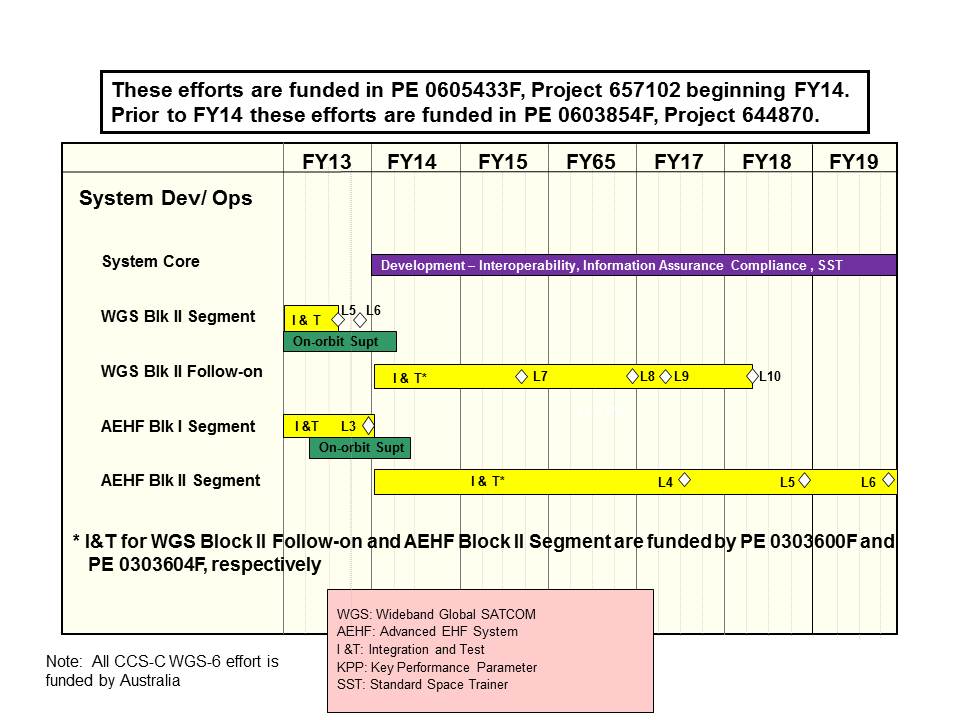 These efforts are funded in PE 0605433F, Project 657102 beginning FY14.
Prior to FY14 these efforts are funded in PE 0603854F, Project 644870.
FY13 FY14 FY15 FY65 FY17 FY18 FY19
System Dev/ Ops
System Core
Development – Interoperability, Information Assurance Compliance , SST
WGS Blk II Segment
I & T L5 L6
On-orbit Supt
WGS Blk II Follow-on
I & T* L7 L8 L9 L10
AEHF Blk I Segment
I &T L3
On-orbit Supt
AEHF Blk II Segment
I & T* L4 L5 L6
* I&T for WGS Block II Follow-on and AEHF Block II Segment are funded by PE 0303600F and
PE 0303604F, respectively
WGS: Wideband Global SATCOM
AEHF: Advanced EHF System
I &T: Integration and Test
KPP: Key Performance Parameter
SST: Standard Space Trainer
Note: All CCS-C WGS-6 effort is
funded by Australia